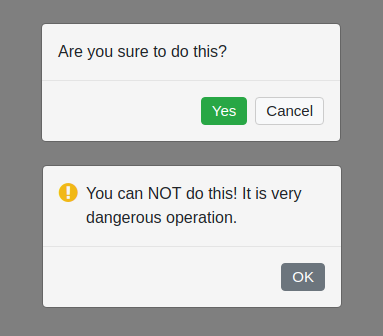 Are you sure to do this?
Yes Cancel
You can NOT do this! It is very
dangerous operation.
OK